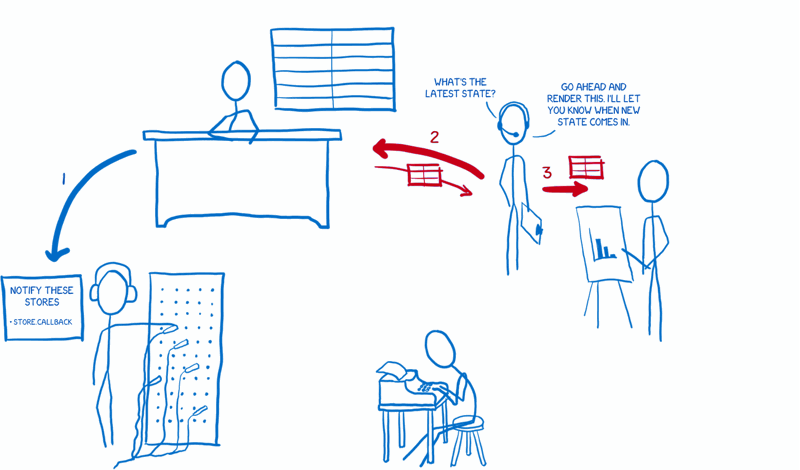 WHAT'S THE
LATEST STATE?
GO AHEAD AND
RENDER THIS. I'LL LET
YOU KNOW WHEN NEW
STATE COMES IN.
2
3
1
NOTIFY THESE
STORES
• STORE.CALLBACK